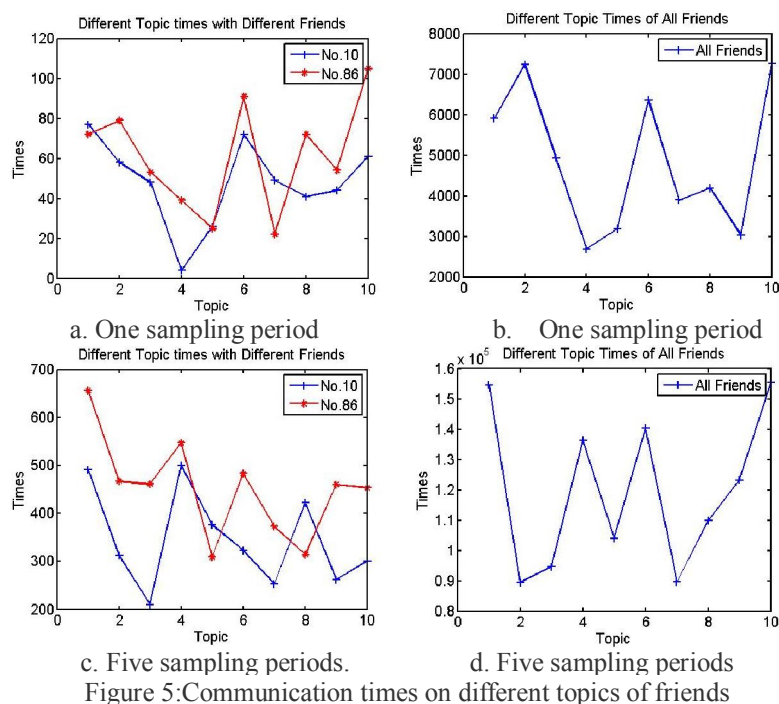 Different Topic times with Different Friends
120
100
80
60
40
20
0
0 2 4 6 8 10
Times
Topic
No.10
No.86
a. One sampling period
Different Topic Times of All Friends
8000
7000
6000
5000
4000
3000
2000
0 2 4 6 8 10
Times
Topic
All Friends
b. One sampling period
Different Topic times with Different Friends
700
600
500
400
300
200
0 2 4 6 8 10
Times
Topic
No.10
No.86
c. Five sampling periods.
x 10^5
Different Topic Times of All Friends
1.6
1.5
1.4
1.3
1.2
1.1
1
0.9
0.8
0 2 4 6 8 10
Times
Topic
All Friends
d. Five sampling periods
Figure 5:Communication times on different topics of friends